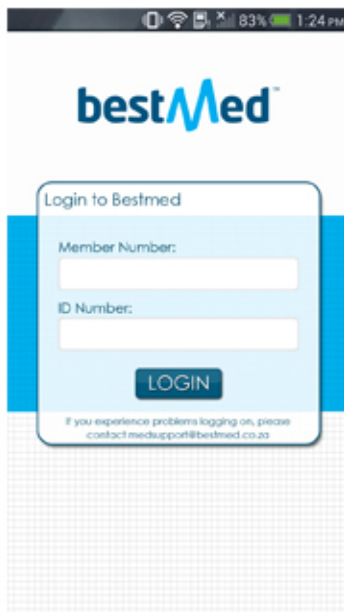 83% 1:24 PM
bestMed™
Login to Bestmed
Member Number:
ID Number:
LOGIN
If you experience problems logging on, please
contact medsupport@bestmed.co.za